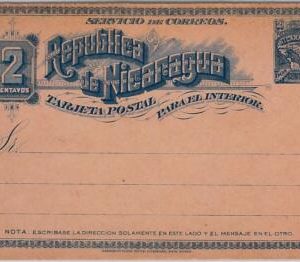 SERVICIO DE CORREOS.
2
CENTAVOS
República
de Nicaragua
TARJETA POSTAL PARA EL INTERIOR.
S
NOTA: ESCRIBASE LA DIRECCION SOLAMENTE EN ESTE LADO Y EL MENSAJE EN EL OTRO.